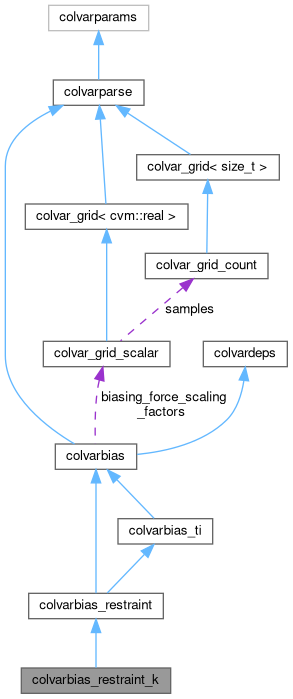 colvarparams
colvarparse
colvar_grid< size_t >
colvar_grid< cvm::real >
colvar_grid_count
samples
colvar_grid_scalar
colvardeps
biasing_force_scaling
_factors
colvarbias
colvarbias_ti
colvarbias_restraint
colvarbias_restraint_k